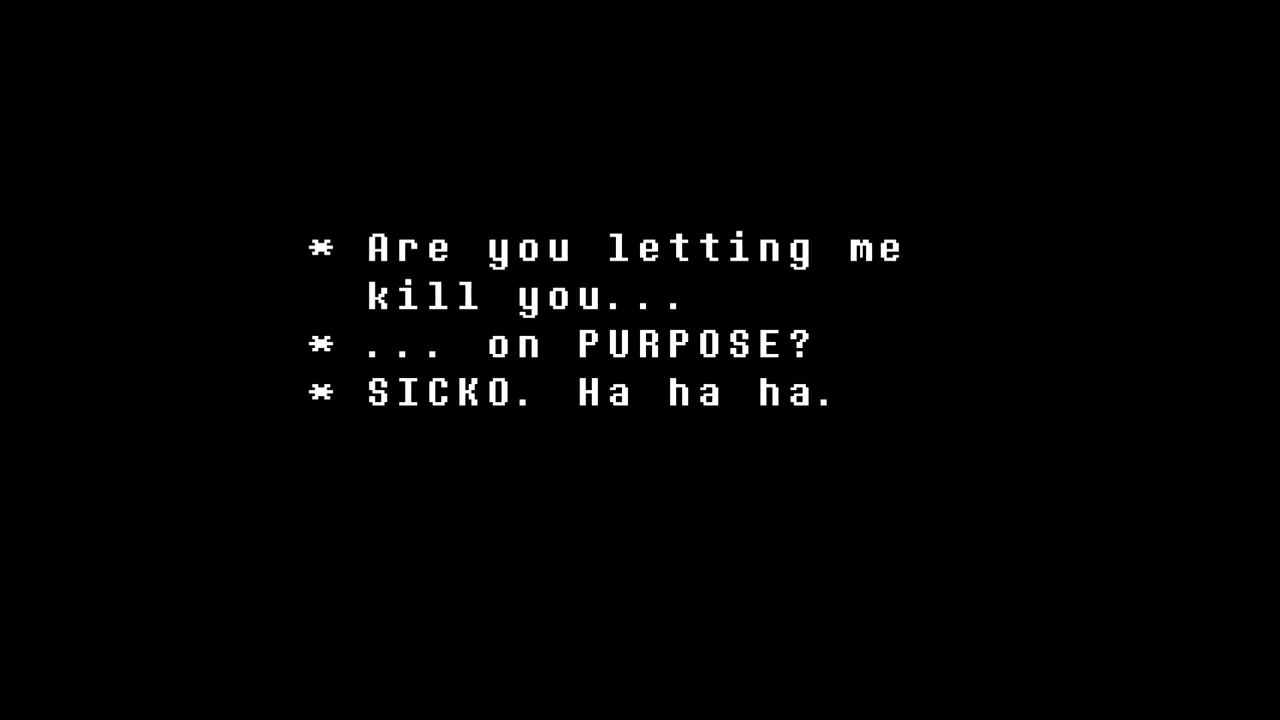 * Are you letting me
kill you...
* ... on PURPOSE?
* SICKO. Ha ha ha.